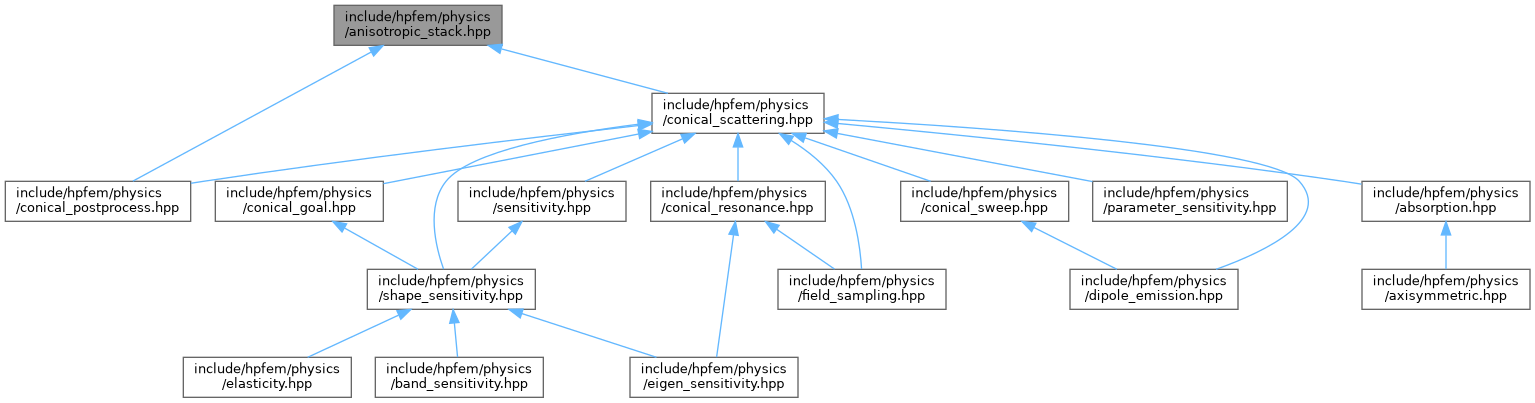 include/hpfem/physics
/anisotropic_stack.hpp
include/hpfem/physics
/conical_scattering.hpp
include/hpfem/physics
/conical_postprocess.hpp
include/hpfem/physics
/conical_goal.hpp
include/hpfem/physics
/sensitivity.hpp
include/hpfem/physics
/conical_resonance.hpp
include/hpfem/physics
/conical_sweep.hpp
include/hpfem/physics
/parameter_sensitivity.hpp
include/hpfem/physics
/absorption.hpp
include/hpfem/physics
/shape_sensitivity.hpp
include/hpfem/physics
/field_sampling.hpp
include/hpfem/physics
/dipole_emission.hpp
include/hpfem/physics
/axisymmetric.hpp
include/hpfem/physics
/elasticity.hpp
include/hpfem/physics
/band_sensitivity.hpp
include/hpfem/physics
/eigen_sensitivity.hpp